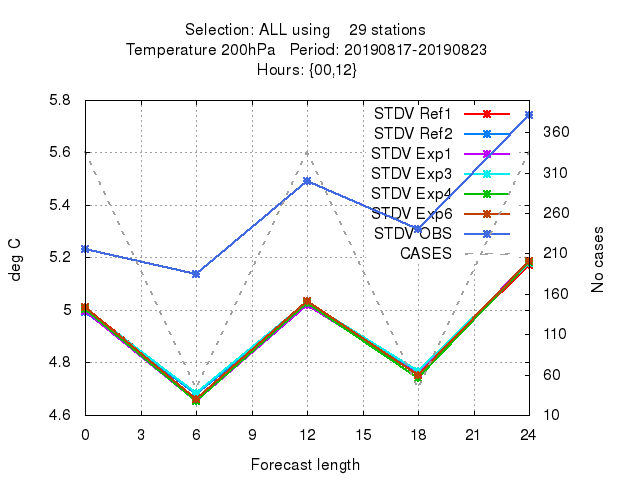 Selection: ALL using 29 stations
Temperature 200hPa Period: 20190817-20190823
Hours: {00,12}
5.8
5.6
5.4
5.2
5
4.8
4.6
deg C
STDV Ref1
STDV Ref2
STDV Exp1
STDV Exp3
STDV Exp4
STDV Exp6
STDV OBS
CASES
360
310
260
210
160
110
60
10
No cases
0 3 6 9 12 15 18 21 24
Forecast length